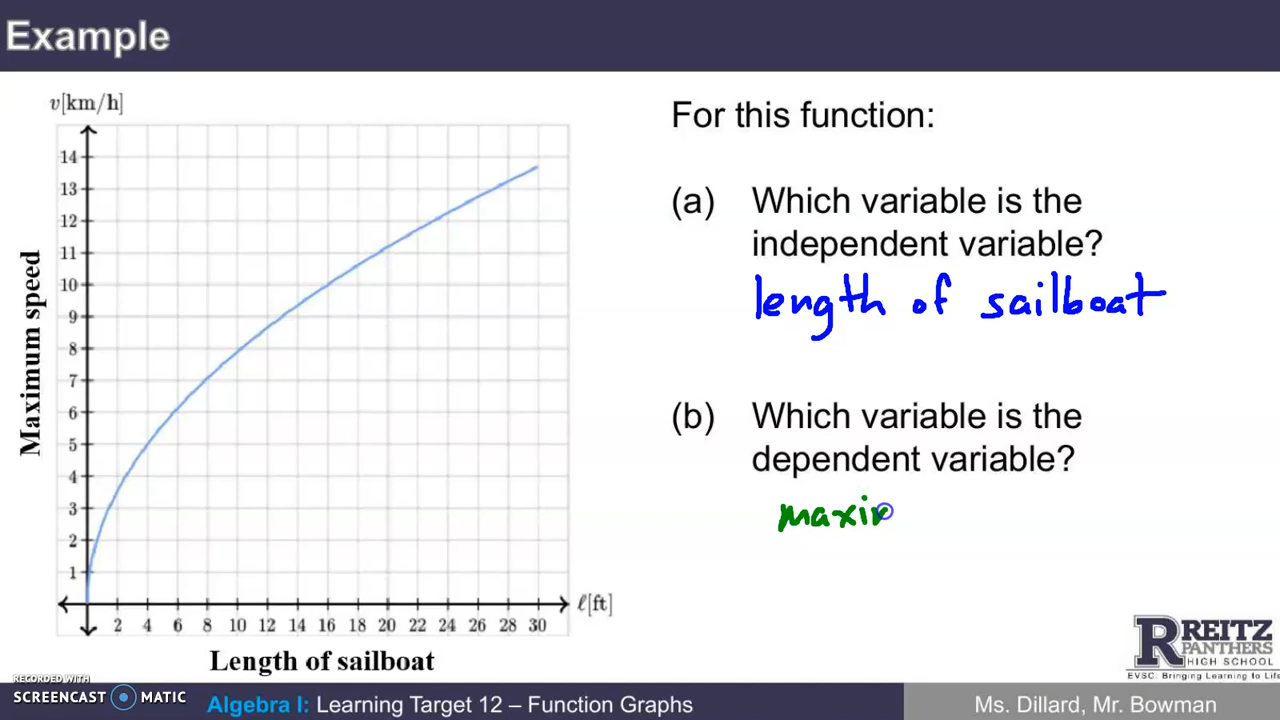 Example
v[km/h]
14
13
12
11
10
9
8
7
6
5
4
3
2
1
Maximum speed
2 4 6 8 10 12 14 16 18 20 22 24 26 28 30
ℓ[ft]
Length of sailboat
For this function:
(a) Which variable is the
independent variable?
length of sailboat
(b) Which variable is the
dependent variable?
maxi
REITZ
PANTHERS
HIGH SCHOOL
EVSC: Bringing Learning to Life
RECORDED WITH
SCREENCAST MATIC
Algebra I: Learning Target 12 – Function Graphs
Ms. Dillard, Mr. Bowman